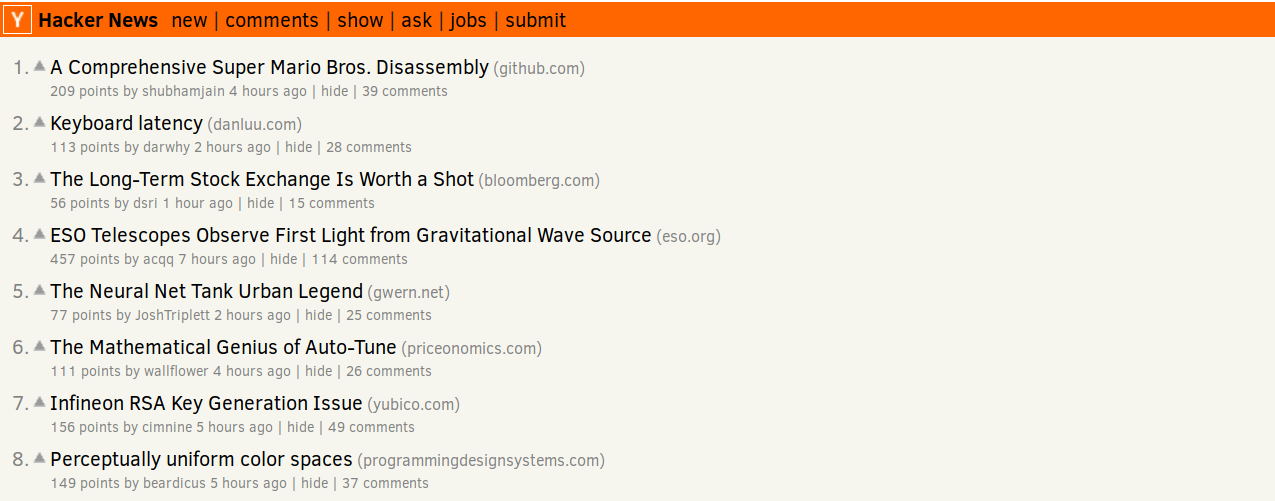 Y Hacker News new | comments | show | ask | jobs | submit
1. A Comprehensive Super Mario Bros. Disassembly (github.com)
209 points by shubhamjain 4 hours ago | hide | 39 comments
2. Keyboard latency (danluu.com)
113 points by darwhy 2 hours ago | hide | 28 comments
3. The Long-Term Stock Exchange Is Worth a Shot (bloomberg.com)
56 points by dsri 1 hour ago | hide | 15 comments
4. ESO Telescopes Observe First Light from Gravitational Wave Source (eso.org)
457 points by acqq 7 hours ago | hide | 114 comments
5. The Neural Net Tank Urban Legend (gwern.net)
77 points by JoshTriplett 2 hours ago | hide | 25 comments
6. The Mathematical Genius of Auto-Tune (priceonomics.com)
111 points by wallflower 4 hours ago | hide | 26 comments
7. Infineon RSA Key Generation Issue (yubico.com)
156 points by cimnine 5 hours ago | hide | 49 comments
8. Perceptually uniform color spaces (programmingdesignsystems.com)
149 points by beardicus 5 hours ago | hide | 37 comments